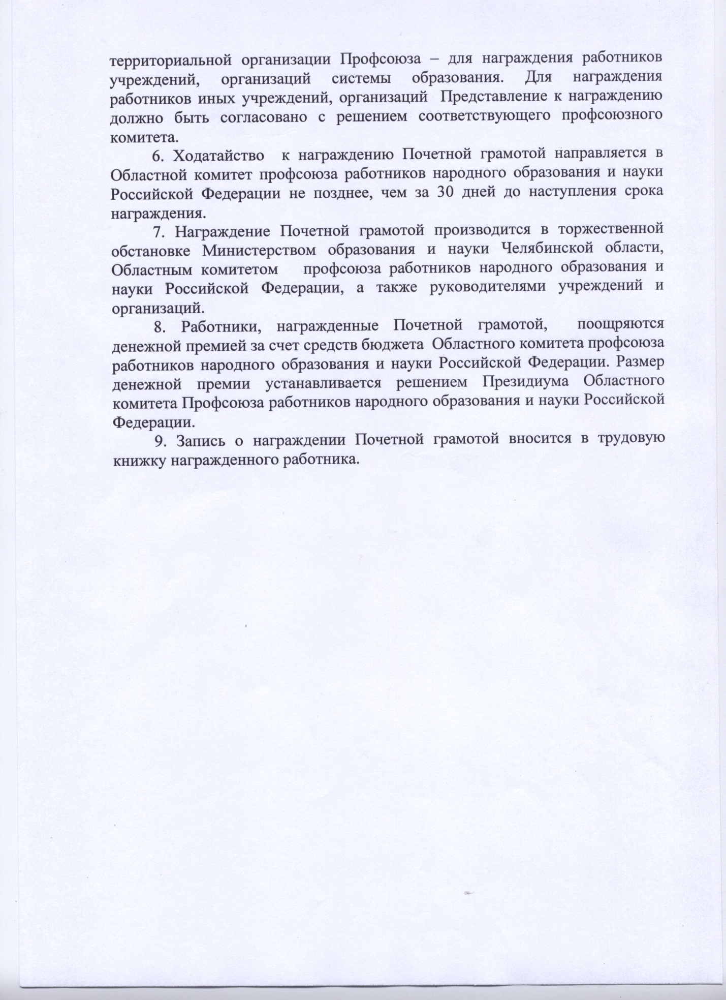 территориальной организации Профсоюза – для награждения работников
учреждений, организаций системы образования. Для награждения
работников иных учреждений, организаций Представление к награждению
должно быть согласовано с решением соответствующего профсоюзного
комитета.
6. Ходатайство к награждению Почетной грамотой направляется в
Областной комитет профсоюза работников народного образования и науки
Российской Федерации не позднее, чем за 30 дней до наступления срока
награждения.
7. Награждение Почетной грамотой производится в торжественной
обстановке Министерством образования и науки Челябинской области,
Областным комитетом профсоюза работников народного образования и
науки Российской Федерации, а также руководителями учреждений и
организаций.
8. Работники, награжденные Почетной грамотой, поощряются
денежной премией за счет средств бюджета Областного комитета профсоюза
работников народного образования и науки Российской Федерации. Размер
денежной премии устанавливается решением Президиума Областного
комитета Профсоюза работников народного образования и науки Российской
Федерации.
9. Запись о награждении Почетной грамотой вносится в трудовую
книжку награжденного работника.